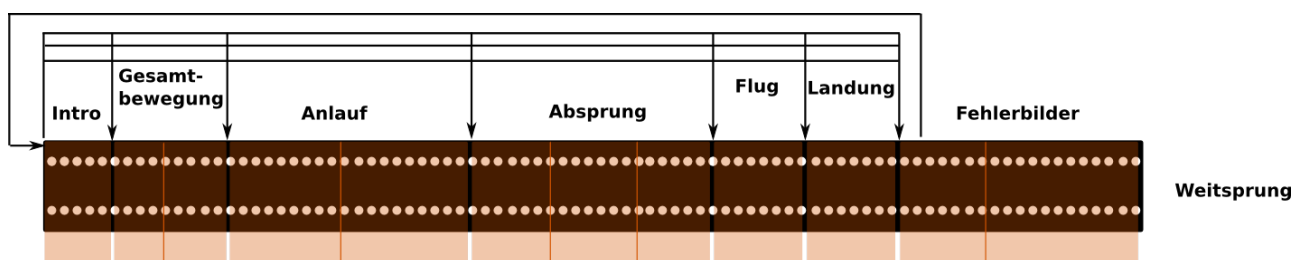 Intro
Gesamt-
bewegung
Anlauf
Absprung
Flug
Landung
Fehlerbilder
Weitsprung